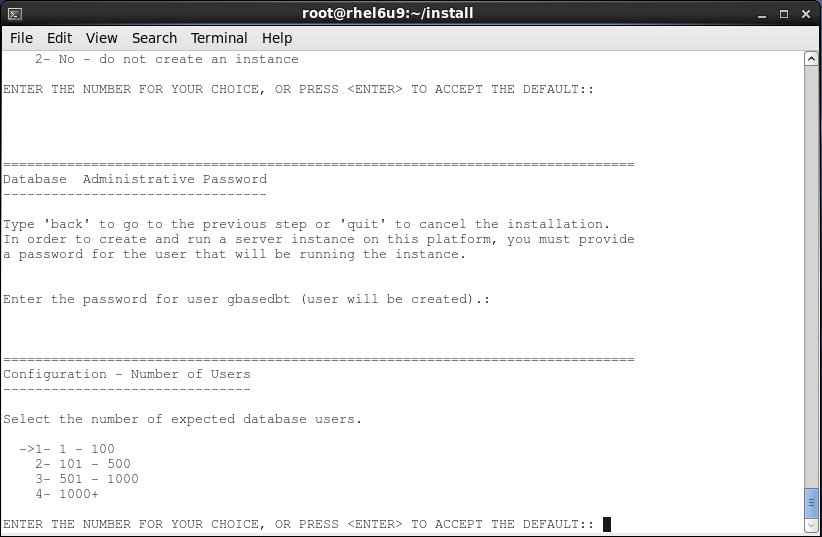 root@rhel6u9:~/install
File Edit View Search Terminal Help
2- No - do not create an instance
ENTER THE NUMBER FOR YOUR CHOICE, OR PRESS <ENTER> TO ACCEPT THE DEFAULT::
===============================================================================
Database  Administrative Password
---------------------------------
Type 'back' to go to the previous step or 'quit' to cancel the installation.
In order to create and run a server instance on this platform, you must provide
a password for the user that will be running the instance.
Enter the password for user gbasedbt (user will be created).:
===============================================================================
Configuration - Number of Users
-------------------------------
Select the number of expected database users.
->1- 1 - 100
2- 101 - 500
3- 501 - 1000
4- 1000+
ENTER THE NUMBER FOR YOUR CHOICE, OR PRESS <ENTER> TO ACCEPT THE DEFAULT::